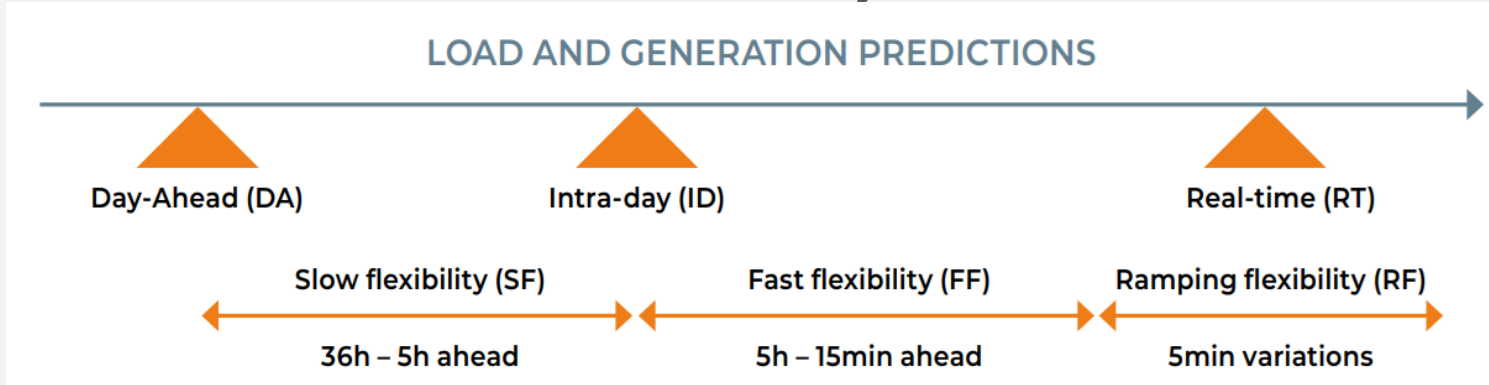 LOAD AND GENERATION PREDICTIONS
Day-Ahead (DA)
Intra-day (ID)
Real-time (RT)
Slow flexibility (SF)
Fast flexibility (FF)
Ramping flexibility (RF)
36h – 5h ahead
5h – 15min ahead
5min variations